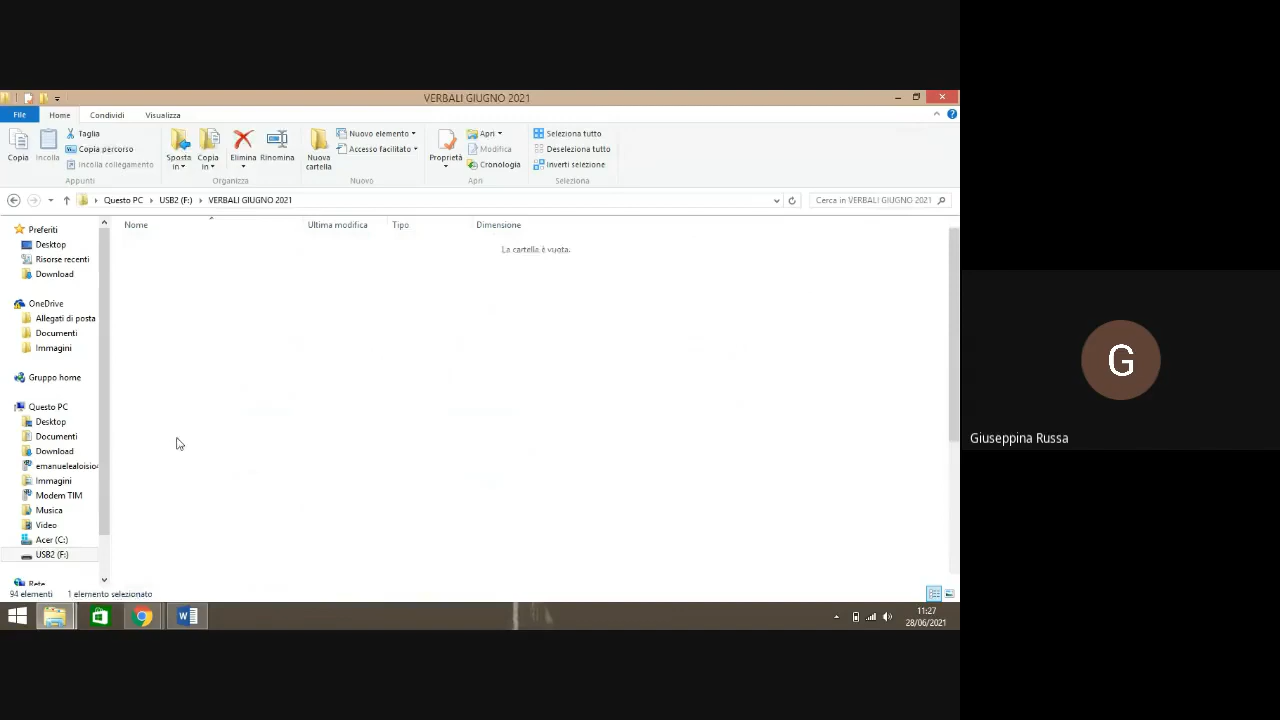 VERBALI GIUGNO 2021
File Home Condividi Visualizza
Copia
Incolla
Taglia
Copia percorso
Incolla collegamento
Appunti
Sposta in
Copia in
Elimina
Rinomina
Organizza
Nuova cartella
Nuovo elemento
Accesso facilitato
Nuovo
Proprietà
Apri
Modifica
Cronologia
Apri
Seleziona tutto
Deseleziona tutto
Inverti selezione
Seleziona
Questo PC USB2 (F:) VERBALI GIUGNO 2021
Cerca in VERBALI GIUGNO 2021
Nome Ultima modifica Tipo Dimensione
La cartella è vuota.
Preferiti
Desktop
Risorse recenti
Download
OneDrive
Allegati di posta
Documenti
Immagini
Gruppo home
Questo PC
Desktop
Documenti
Download
emanuelealoisio
Immagini
Modem TIM
Musica
Video
Acer (C:)
USB2 (F:)
Rete
94 elementi 1 elemento selezionato
11:27
28/06/2021
G
Giuseppina Russa